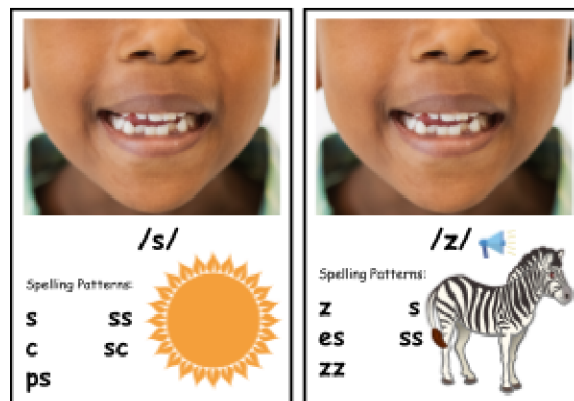 /s/
Spelling Patterns:
s ss
c sc
ps
/z/
Spelling Patterns:
z s
es ss
zz